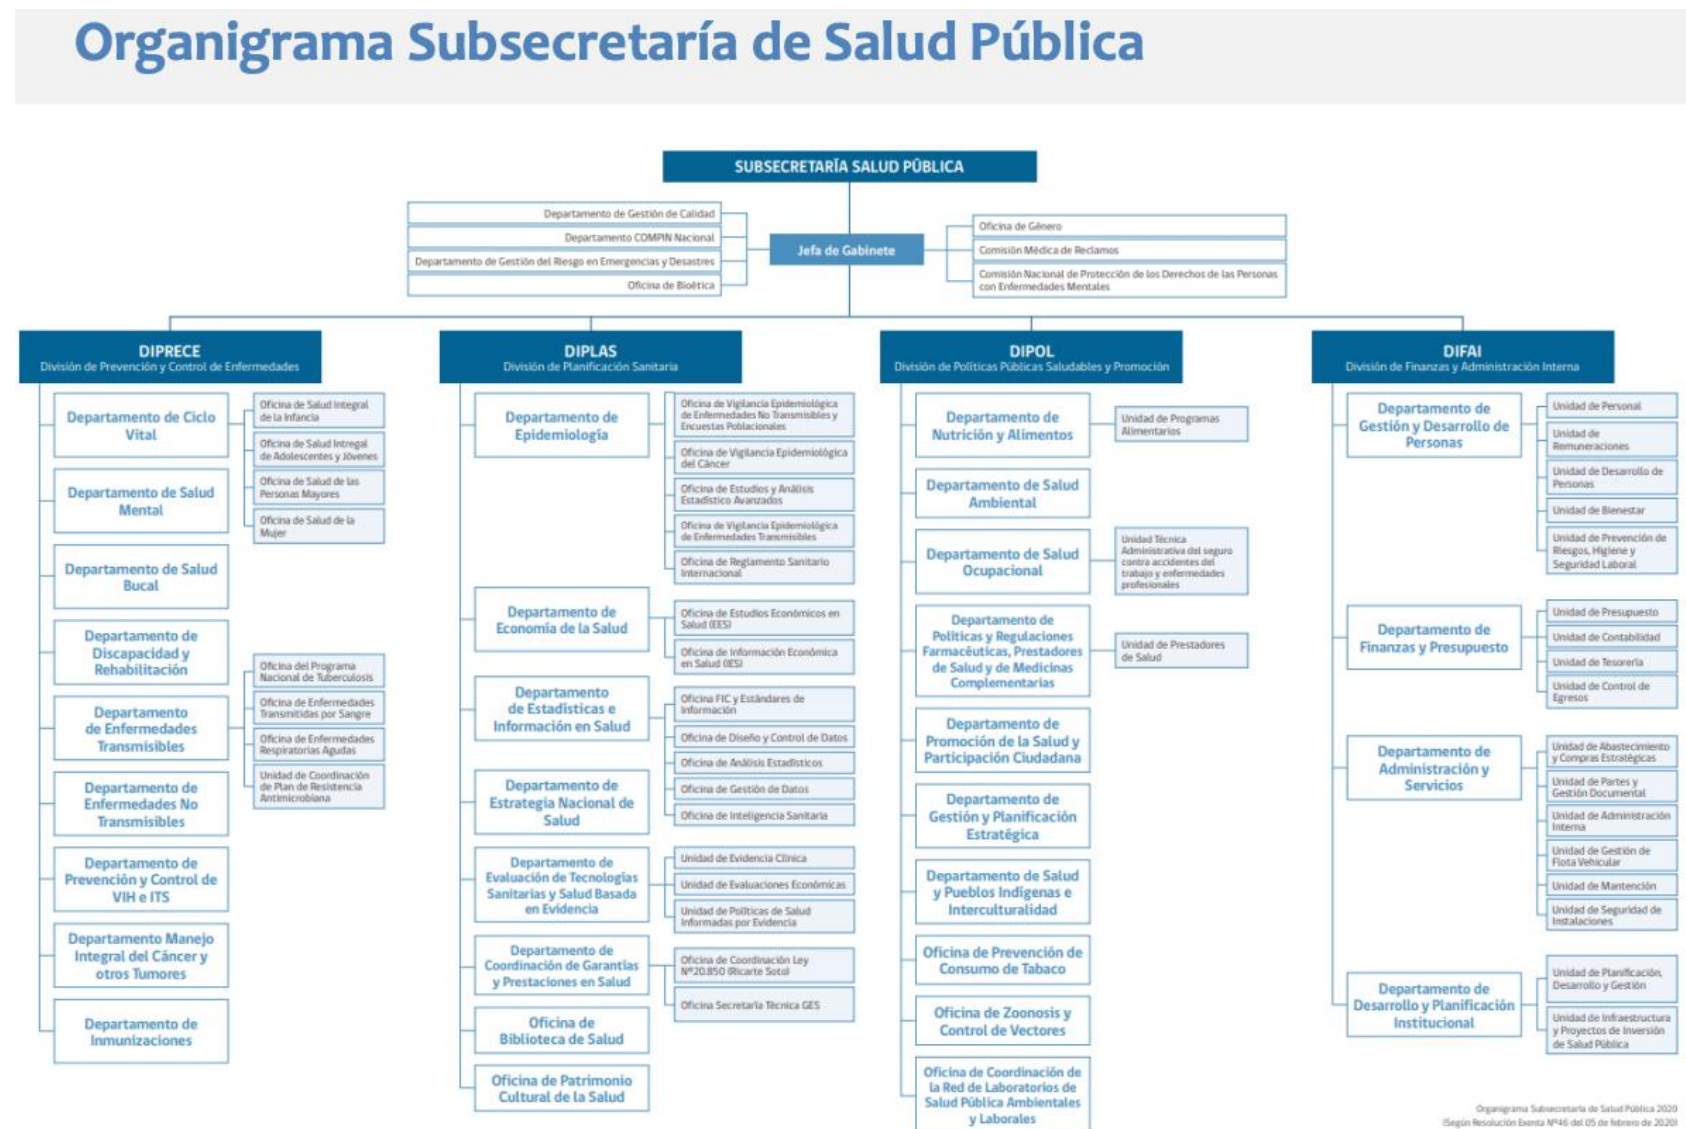 Organigrama Subsecretaría de Salud Pública
SUBSECRETARÍA SALUD PÚBLICA
Departamento de Gestión de Calidad
Departamento COMPIN Nacional
Departamento de Gestión del Riesgo en Emergencias y Desastres
Oficina de Bioética
Jefa de Gabinete
Oficina de Género
Comisión Médica de Reclamos
Comisión Nacional de Protección de los Derechos de las Personas
con Enfermedades Mentales
DIPRECE
División de Prevención y Control de Enfermedades
Departamento de Ciclo
Vital
Oficina de Salud Integral
de la Infancia
Oficina de Salud Intregal
de Adolescentes y Jóvenes
Oficina de Salud de las
Personas Mayores
Oficina de Salud de la
Mujer
Departamento de Salud
Mental
Departamento de Salud
Bucal
Departamento de
Discapacidad y
Rehabilitación
Departamento
de Enfermedades
Transmisibles
Oficina del Programa
Nacional de Tuberculosis
Oficina de Enfermedades
Transmitidas por Sangre
Oficina de Enfermedades
Respiratorias Agudas
Unidad de Coordinación
de Plan de Resistencia
Antimicrobiana
Departamento de
Enfermedades No
Transmisibles
Departamento de
Prevención y Control de
VIH e ITS
Departamento Manejo
Integral del Cáncer y
otros Tumores
Departamento de
Inmunizaciones
DIPLAS
División de Planificación Sanitaria
Departamento de
Epidemiología
Oficina de Vigilancia Epidemiológica
de Enfermedades No Transmisibles y
Encuestas Poblacionales
Oficina de Vigilancia Epidemiológica
del Cáncer
Oficina de Estudios y Análisis
Estadístico Avanzados
Oficina de Vigilancia Epidemiológica
de Enfermedades Transmisibles
Oficina de Reglamento Sanitario
Internacional
Departamento de
Economía de la Salud
Oficina de Estudios Económicos en
Salud (EES)
Oficina de Información Económica
en Salud (IES)
Departamento
de Estadísticas e
Información en Salud
Oficina FIC y Estándares de
Información
Oficina de Diseño y Control de Datos
Oficina de Análisis Estadísticos
Oficina de Gestión de Datos
Oficina de Inteligencia Sanitaria
Departamento de
Estrategia Nacional de
Salud
Departamento de
Evaluación de Tecnologías
Sanitarias y Salud Basada
en Evidencia
Unidad de Evidencia Clínica
Unidad de Evaluaciones Económicas
Unidad de Políticas de Salud
Informadas por Evidencia
Departamento de
Coordinación de Garantías
y Prestaciones en Salud
Oficina de Coordinación Ley
Nº20.850 (Ricarte Soto)
Oficina Secretaría Técnica GES
Oficina de
Biblioteca de Salud
Oficina de Patrimonio
Cultural de la Salud
DIPOL
División de Políticas Públicas Saludables y Promoción
Departamento de
Nutrición y Alimentos
Unidad de Programas
Alimentarios
Departamento de Salud
Ambiental
Departamento de Salud
Ocupacional
Unidad Técnica
Administrativa del seguro
contra accidentes del
trabajo y enfermedades
profesionales
Departamento de
Políticas y Regulaciones
Farmacéuticas, Prestadores
de Salud y de Medicinas
Complementarias
Unidad de Prestadores
de Salud
Departamento de
Promoción de la Salud y
Participación Ciudadana
Departamento de
Gestión y Planificación
Estratégica
Departamento de Salud
y Pueblos Indígenas e
Interculturalidad
Oficina de Prevención de
Consumo de Tabaco
Oficina de Zoonosis y
Control de Vectores
Oficina de Coordinación de
la Red de Laboratorios de
Salud Pública Ambientales
y Laborales
DIFAI
División de Finanzas y Administración Interna
Departamento de
Gestión y Desarrollo de
Personas
Unidad de Personal
Unidad de
Remuneraciones
Unidad de Desarrollo de
Personas
Unidad de Bienestar
Unidad de Prevención de
Riesgos, Higiene y
Seguridad Laboral
Departamento de
Finanzas y Presupuesto
Unidad de Presupuesto
Unidad de Contabilidad
Unidad de Tesorería
Unidad de Control de
Egresos
Departamento de
Administración y
Servicios
Unidad de Abastecimiento
y Compras Estratégicas
Unidad de Partes y
Gestión Documental
Unidad de Administración
Interna
Unidad de Gestión de
Flota Vehicular
Unidad de Mantención
Unidad de Seguridad de
Instalaciones
Departamento de
Desarrollo y Planificación
Institucional
Unidad de Planificación,
Desarrollo y Gestión
Unidad de Infraestructura
y Proyectos de Inversión
de Salud Pública
Organigrama Subsecretaría de Salud Pública 2020
(Según Resolución Exenta Nº46 del 05 de febrero de 2020)